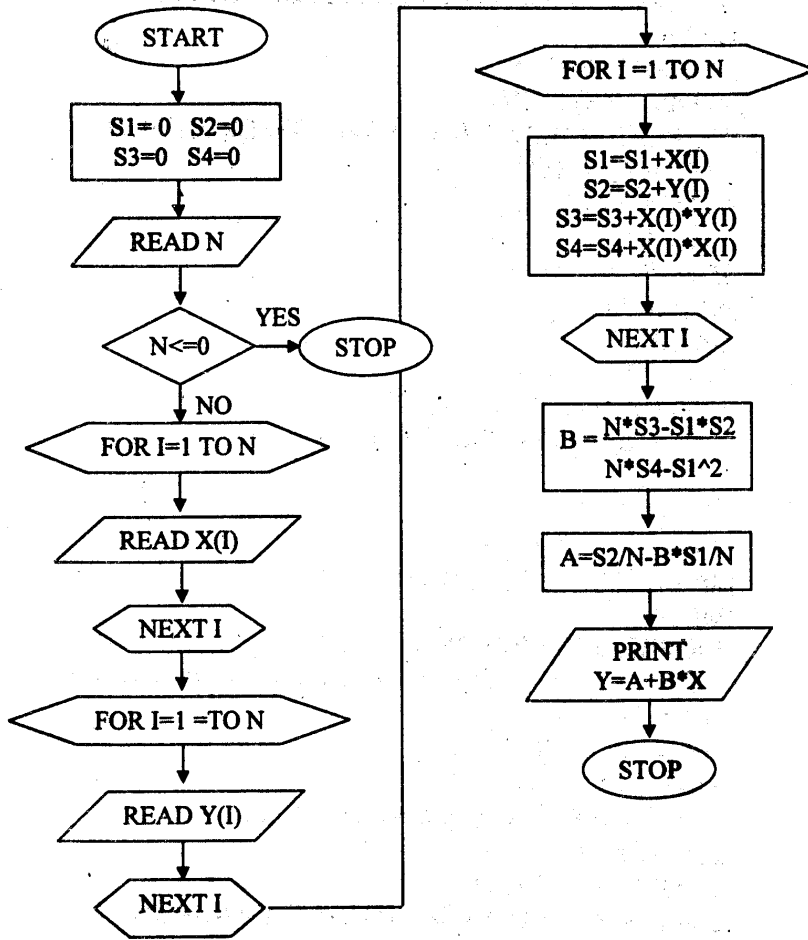 START
S1= 0 S2=0
S3=0 S4=0
READ N
N<=0
YES
STOP
NO
FOR I=1 TO N
READ X(I)
NEXT I
FOR I=1 =TO N
READ Y(I)
NEXT I
FOR I =1 TO N
S1=S1+X(I)
S2=S2+Y(I)
S3=S3+X(I)*Y(I)
S4=S4+X(I)*X(I)
NEXT I
B = N*S3-S1*S2
N*S4-S1^2
A=S2/N-B*S1/N
PRINT
Y=A+B*X
STOP